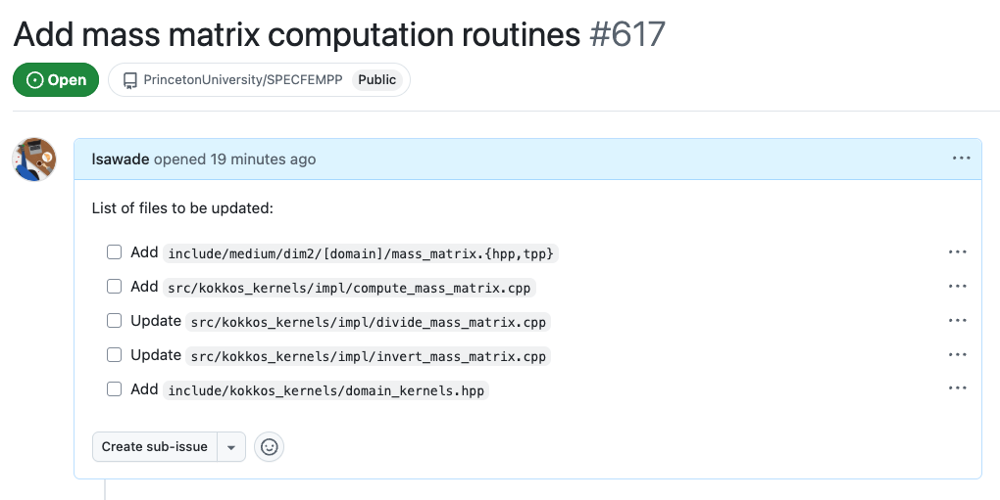 Add mass matrix computation routines #617
Open PrincetonUniversity/SPECFEMPP Public
lsawade opened 19 minutes ago
List of files to be updated:
Add include/medium/dim2/[domain]/mass_matrix.{hpp,tpp}
Add src/kokkos_kernels/impl/compute_mass_matrix.cpp
Update src/kokkos_kernels/impl/divide_mass_matrix.cpp
Update src/kokkos_kernels/impl/invert_mass_matrix.cpp
Add include/kokkos_kernels/domain_kernels.hpp
Create sub-issue